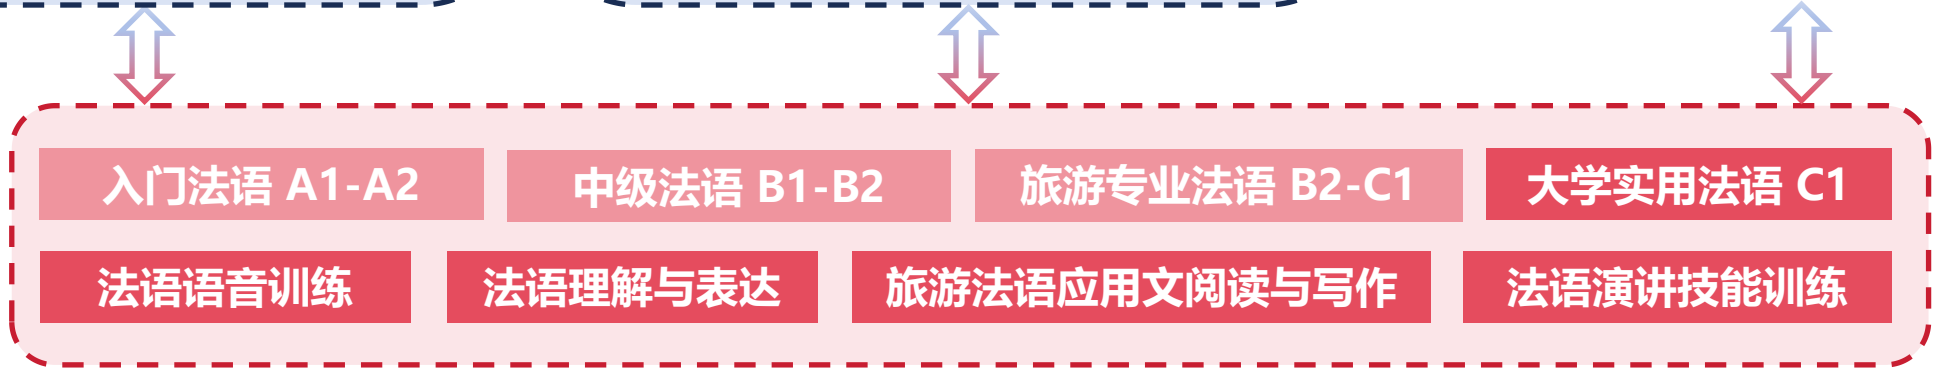 入门法语 A1-A2
中级法语 B1-B2
旅游专业法语 B2-C1
大学实用法语 C1
法语语音训练
法语理解与表达
旅游法语应用文阅读与写作
法语演讲技能训练